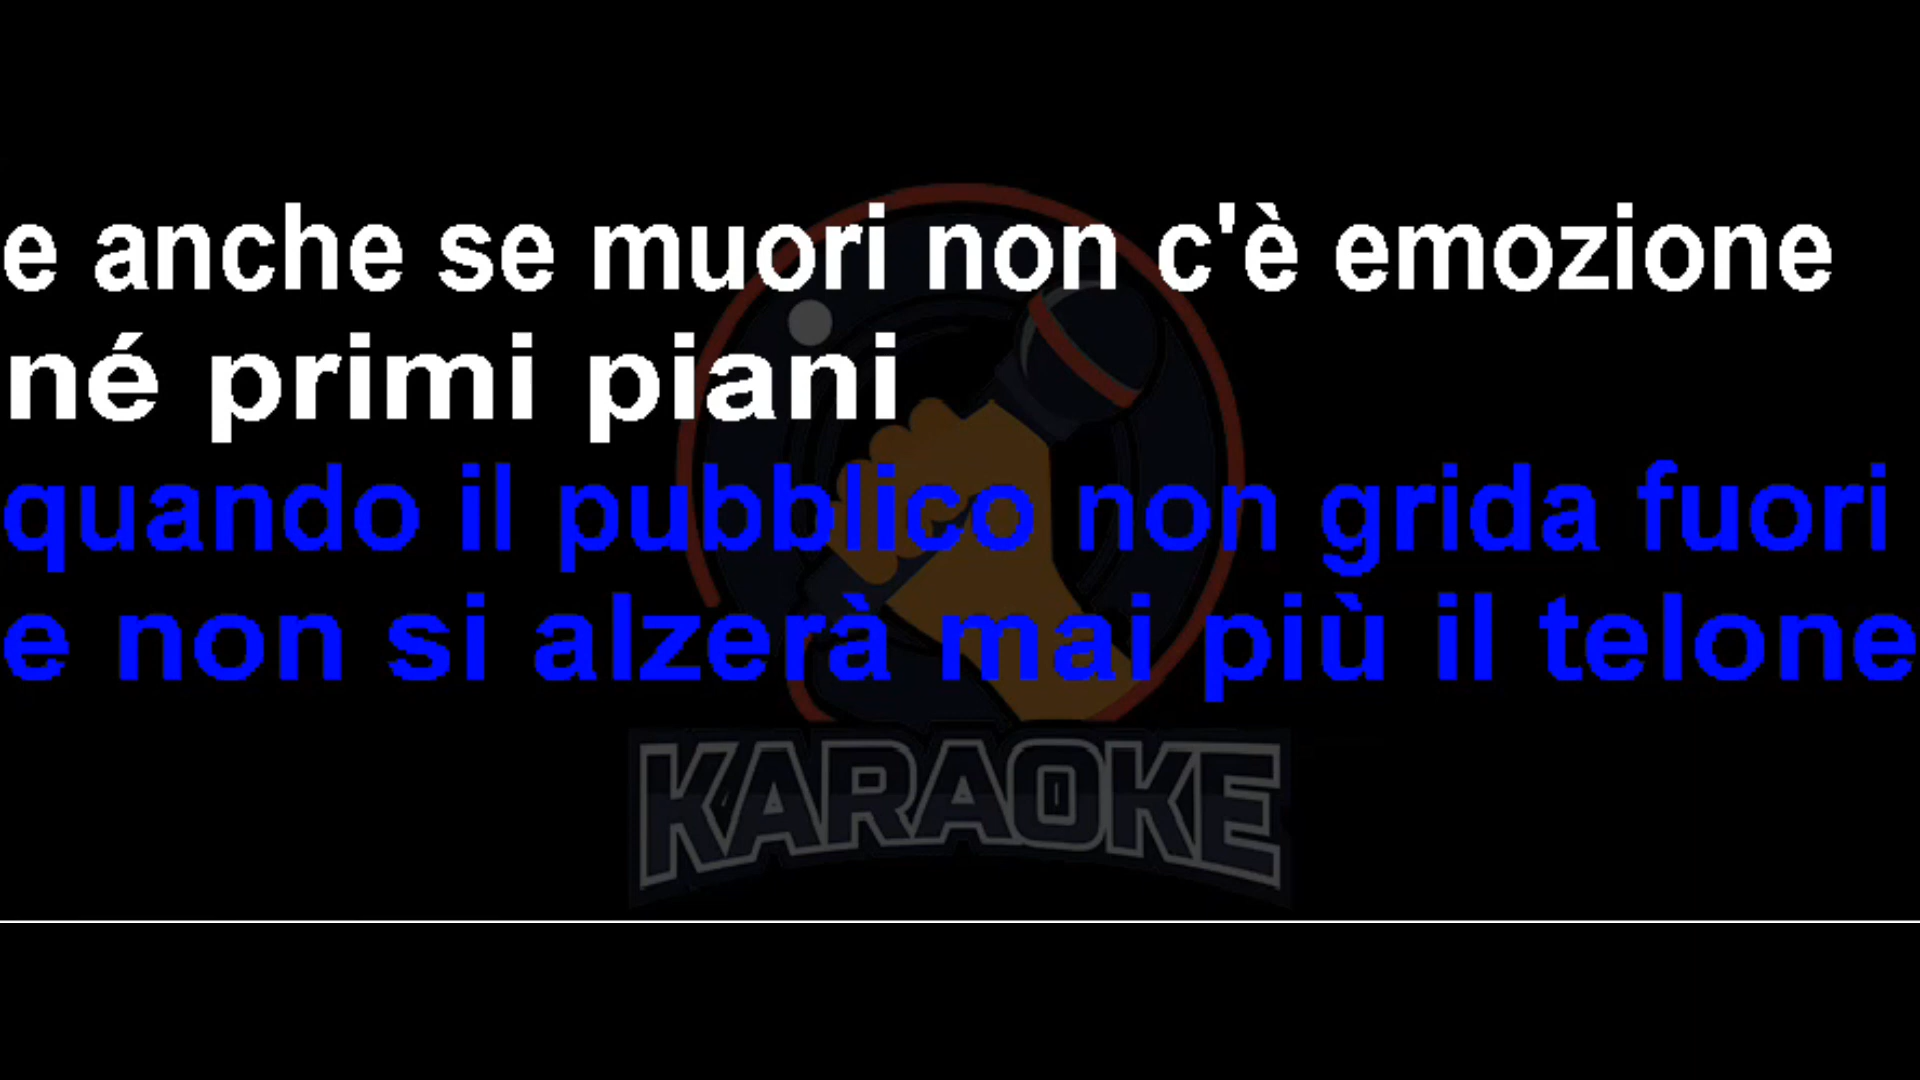 e anche se muori non c'è emozione
né primi piani
quando il pubblico non grida fuori
e non si alzerà mai più il telone
KARAOKE